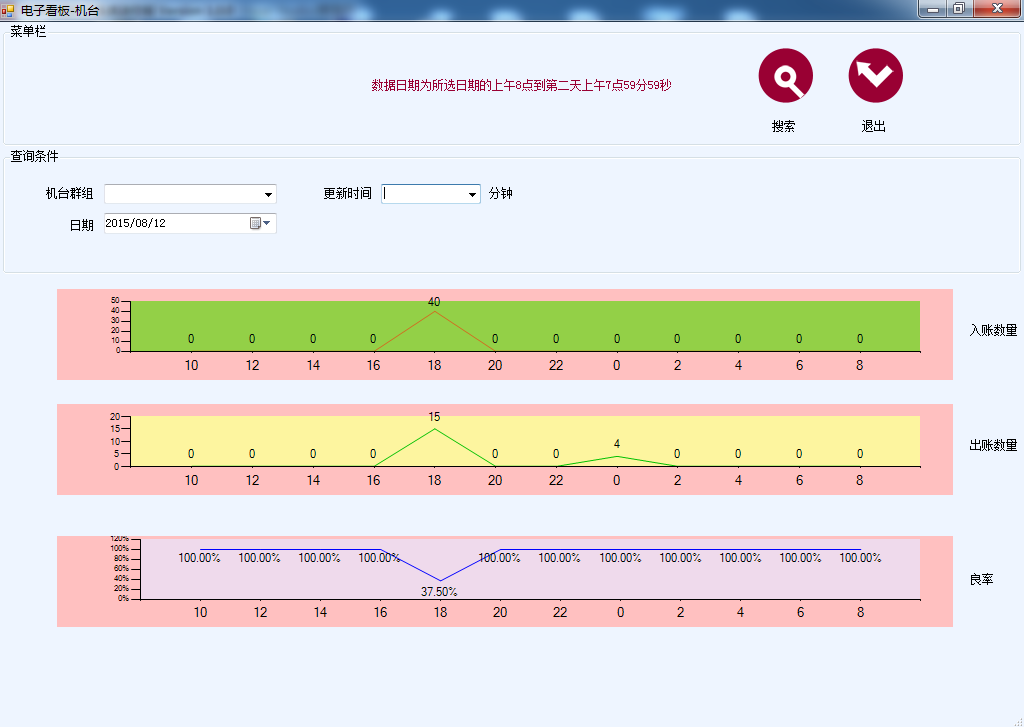 电子看板-机台
菜单栏
数据日期为所选日期的上午8点到第二天上午7点59分59秒
搜索
退出
查询条件
机台群组
更新时间
分钟
日期
2015/08/12
50
40
30
20
10
0
0 0 0 0 40 0 0 0 0 0 0 0
10 12 14 16 18 20 22 0 2 4 6 8
入账数量
20
15
10
5
0
0 0 0 0 15 0 0 4 0 0 0 0
10 12 14 16 18 20 22 0 2 4 6 8
出账数量
120%
100%
80%
60%
40%
20%
0%
100.00% 100.00% 100.00% 100.00% 37.50% 100.00% 100.00% 100.00% 100.00% 100.00% 100.00% 100.00%
10 12 14 16 18 20 22 0 2 4 6 8
良率